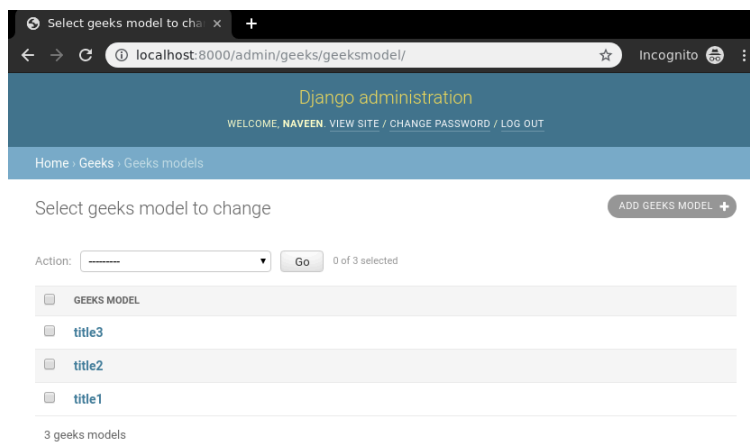 Select geeks model to cha
localhost:8000/admin/geeks/geeksmodel/
Incognito
Django administration
WELCOME, NAVEEN. VIEW SITE / CHANGE PASSWORD / LOG OUT
Home › Geeks › Geeks models
Select geeks model to change
ADD GEEKS MODEL +
Action: --------- Go 0 of 3 selected
GEEKS MODEL
title3
title2
title1
3 geeks models